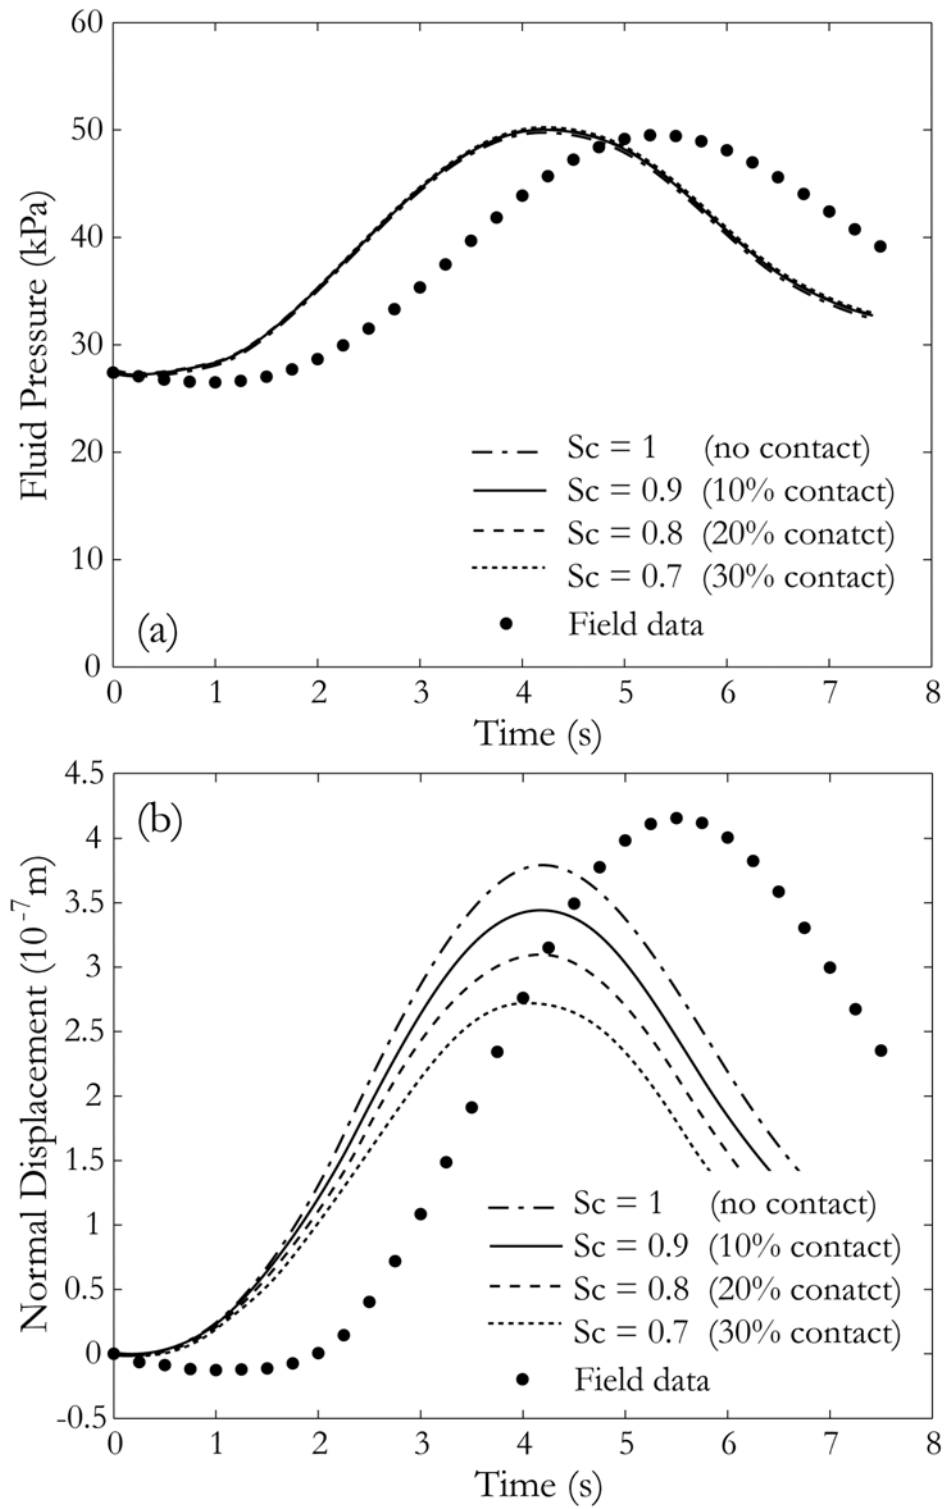 60
50
40
30
20
10
0
Fluid Pressure (kPa)
Sc = 1 (no contact)
Sc = 0.9 (10% contact)
Sc = 0.8 (20% conatct)
Sc = 0.7 (30% contact)
Field data
(a)
0 1 2 3 4 5 6 7 8
Time (s)
4.5
4
3.5
3
2.5
2
1.5
1
0.5
0
-0.5
Normal Displacement (10⁻⁷m)
(b)
Sc = 1 (no contact)
Sc = 0.9 (10% contact)
Sc = 0.8 (20% conatct)
Sc = 0.7 (30% contact)
Field data
0 1 2 3 4 5 6 7 8
Time (s)